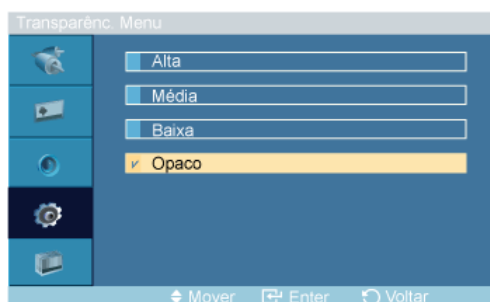 Transparênc. Menu
Alta
Média
Baixa
Opaco
Mover Enter Voltar